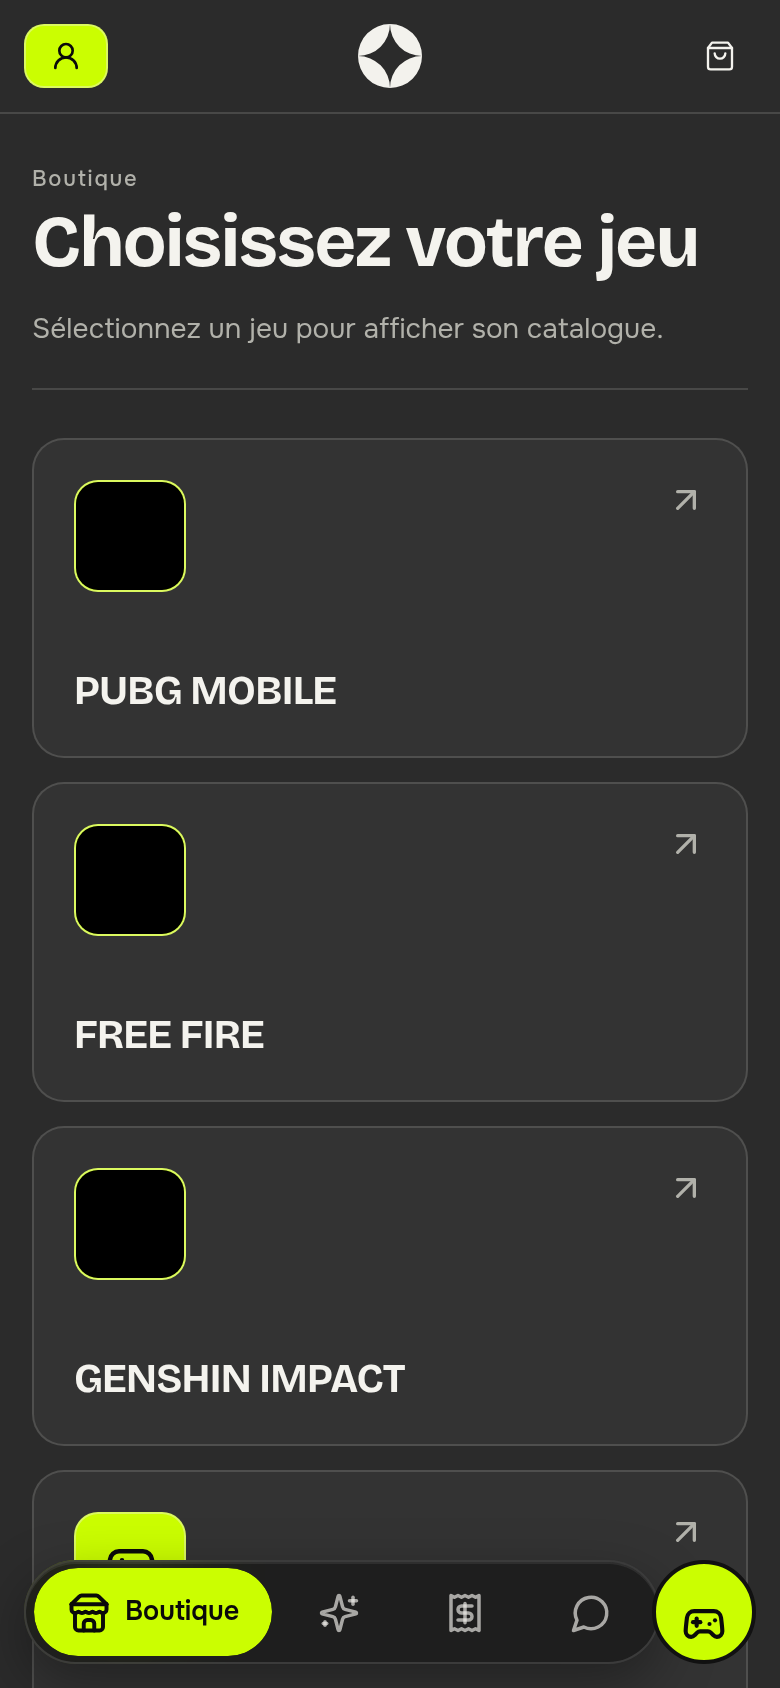 Boutique
Choisissez votre jeu
Sélectionnez un jeu pour afficher son catalogue.
PUBG MOBILE
FREE FIRE
GENSHIN IMPACT
Boutique